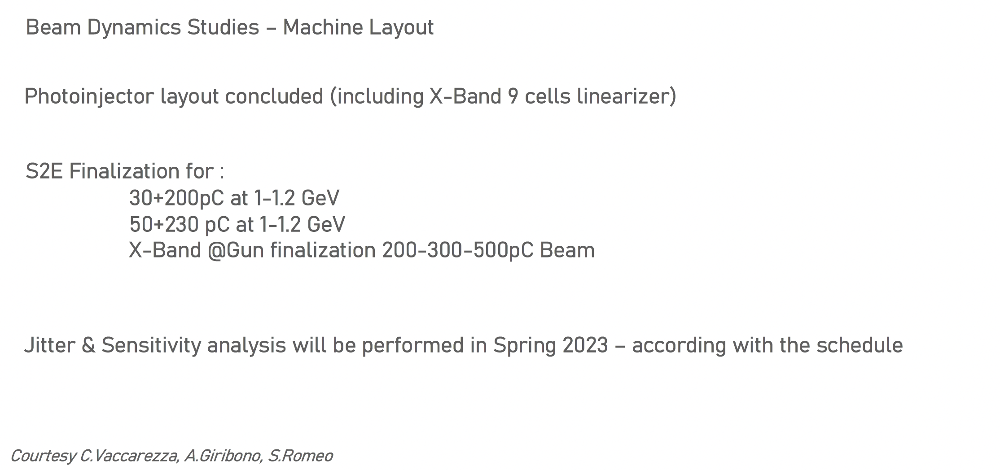 Beam Dynamics Studies – Machine Layout
Photoinjector layout concluded (including X-Band 9 cells linearizer)
S2E Finalization for :
30+200pC at 1-1.2 GeV
50+230 pC at 1-1.2 GeV
X-Band @Gun finalization 200-300-500pC Beam
Jitter & Sensitivity analysis will be performed in Spring 2023 – according with the schedule
Courtesy C.Vaccarezza, A.Giribono, S.Romeo